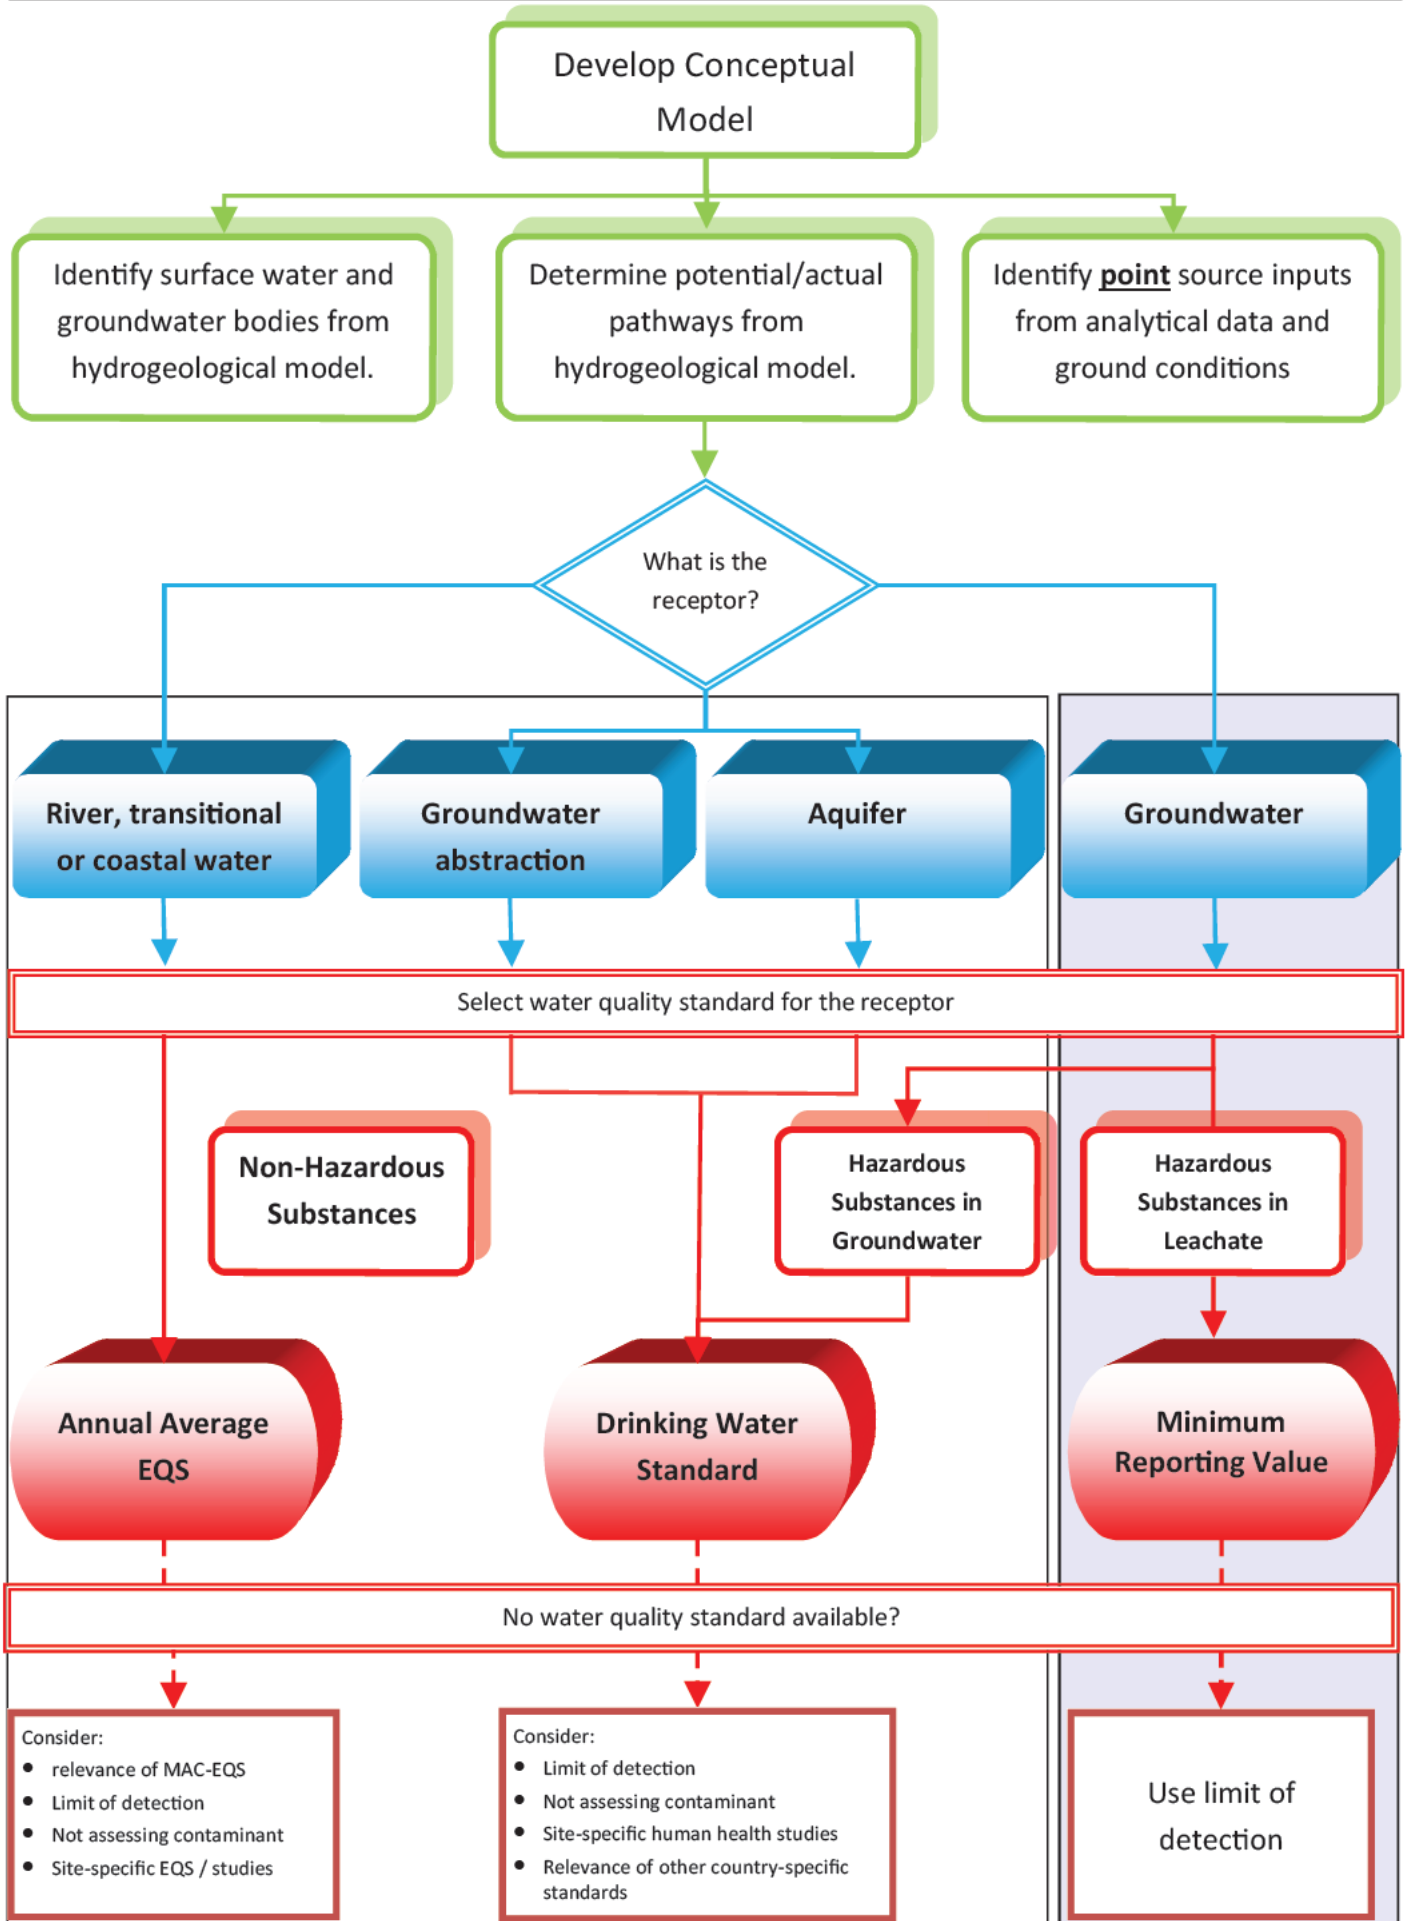 Develop Conceptual
Model
Identify surface water and
groundwater bodies from
hydrogeological model.
Determine potential/actual
pathways from
hydrogeological model.
Identify point source inputs
from analytical data and
ground conditions
What is the
receptor?
River, transitional
or coastal water
Groundwater
abstraction
Aquifer
Groundwater
Select water quality standard for the receptor
Non-Hazardous
Substances
Hazardous
Substances in
Groundwater
Hazardous
Substances in
Leachate
Annual Average
EQS
Drinking Water
Standard
Minimum
Reporting Value
No water quality standard available?
Consider:
• relevance of MAC-EQS
• Limit of detection
• Not assessing contaminant
• Site-specific EQS / studies
Consider:
• Limit of detection
• Not assessing contaminant
• Site-specific human health studies
• Relevance of other country-specific
standards
Use limit of
detection